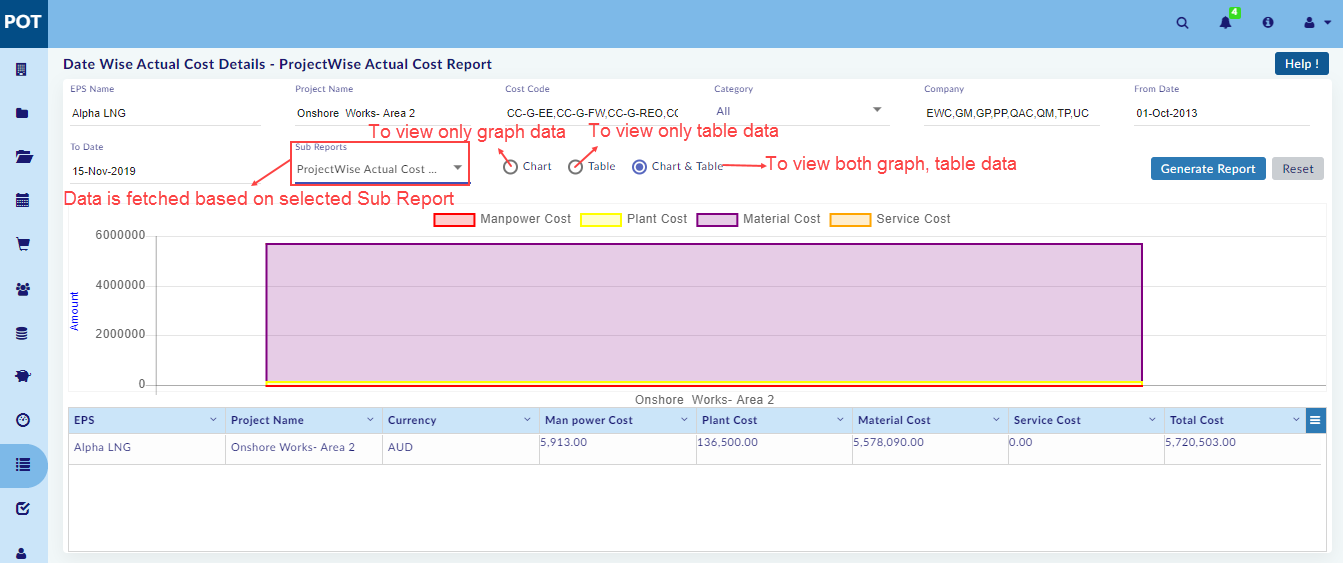 POT
4
Date Wise Actual Cost Details - ProjectWise Actual Cost Report
Help !
EPS Name
Project Name
Cost Code
Category
Company
From Date
Alpha LNG
Onshore Works- Area 2
CC-G-EE,CC-G-FW,CC-G-REO,CC
All
EWC,GM,GP,PP,QAC,QM,TP,UC
01-Oct-2013
To view only graph data
To view only table data
To Date
Sub Reports
15-Nov-2019
ProjectWise Actual Cost ...
Chart
Table
Chart & Table
To view both graph, table data
Generate Report
Reset
Data is fetched based on selected Sub Report
Manpower Cost
Plant Cost
Material Cost
Service Cost
6000000
4000000
2000000
0
Amount
Onshore Works- Area 2
EPS
Project Name
Currency
Man power Cost
Plant Cost
Material Cost
Service Cost
Total Cost
Alpha LNG
Onshore Works- Area 2
AUD
5,913.00
136,500.00
5,578,090.00
0.00
5,720,503.00